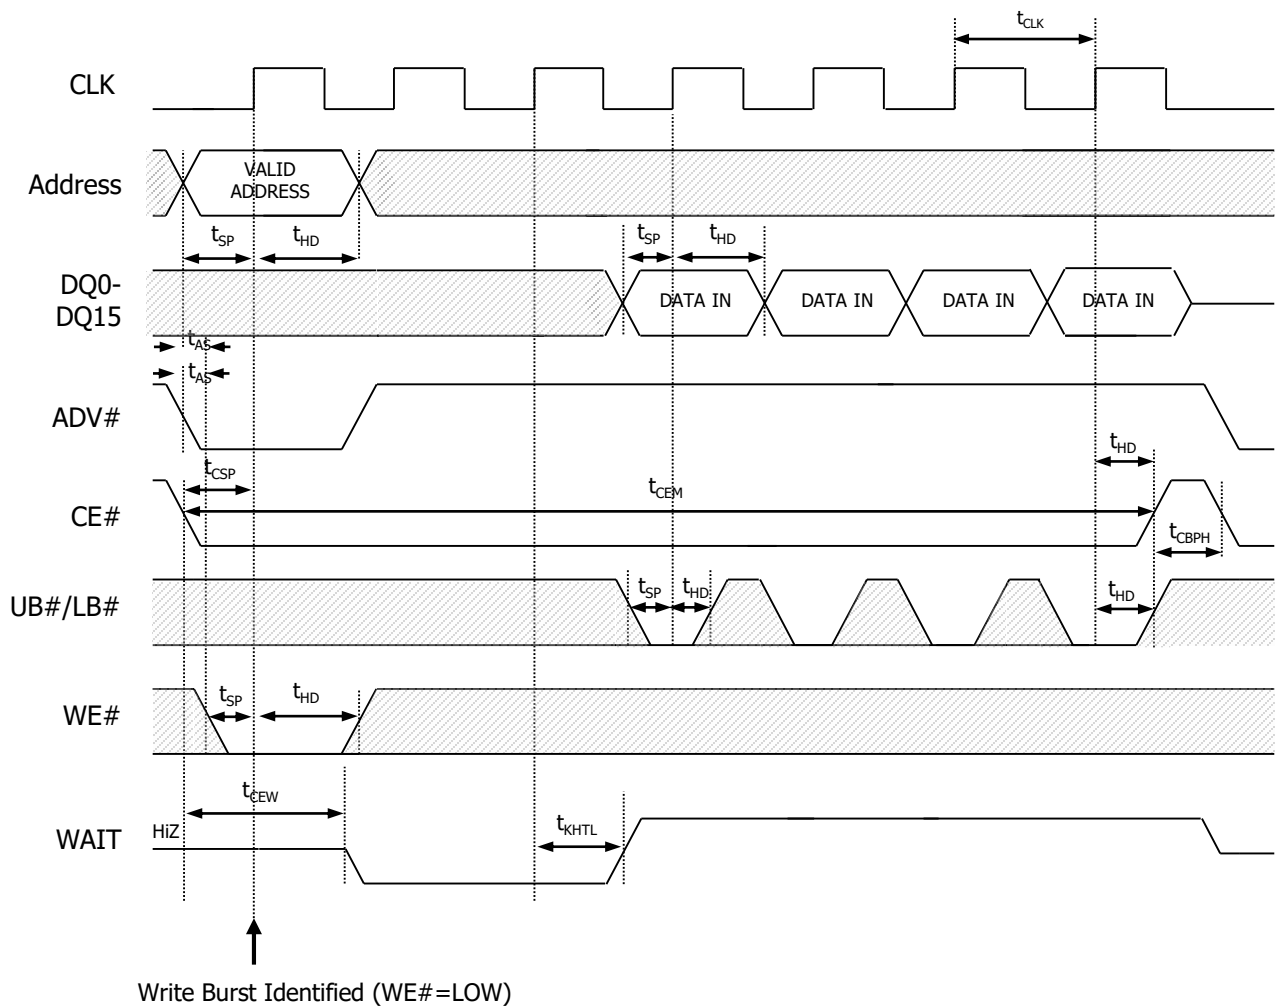 tCLK
CLK
Address
VALID
ADDRESS
tSP tHD
tSP tHD
DQ0-
DQ15
DATA IN DATA IN DATA IN DATA IN
tAS
tAS
ADV#
tHD
tCSP
tCEM
CE#
tCBPH
UB#/LB#
tSP tHD
tHD
WE#
tSP tHD
tCEW
WAIT
HiZ
tKHTL
Write Burst Identified (WE#=LOW)